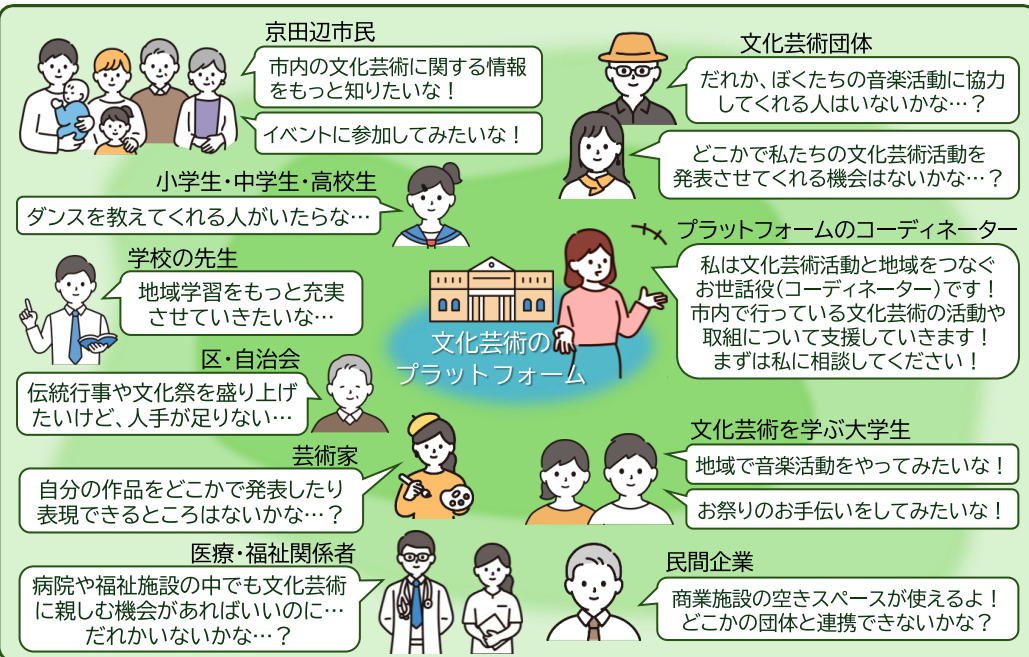 京田辺市民
市内の文化芸術に関する情報
をもっと知りたいな！
イベントに参加してみたいな！
文化芸術団体
だれか、ぼくたちの音楽活動に協力
してくれる人はいないかな…？
どこかで私たちの文化芸術活動を
発表させてくれる機会はないかな…？
小学生・中学生・高校生
ダンスを教えてくれる人がいたらな…
プラットフォームのコーディネーター
私は文化芸術活動と地域をつなぐ
お世話役（コーディネーター）です！
市内で行っている文化芸術の活動や
取組について支援していきます！
まずは私に相談してください！
学校の先生
地域学習をもっと充実
させていきたいな…
文化芸術の
プラットフォーム
区・自治会
伝統行事や文化祭を盛り上げ
たいけど、人手が足りない…
芸術家
自分の作品をどこかで発表したり
表現できるところはないかな…？
文化芸術を学ぶ大学生
地域で音楽活動をやってみたいな！
お祭りのお手伝いをしてみたいな！
医療・福祉関係者
病院や福祉施設の中でも文化芸術
に親しむ機会があればいいのに…
だれかいないかな…？
民間企業
商業施設の空きスペースが使えるよ！
どこかの団体と連携できないかな？